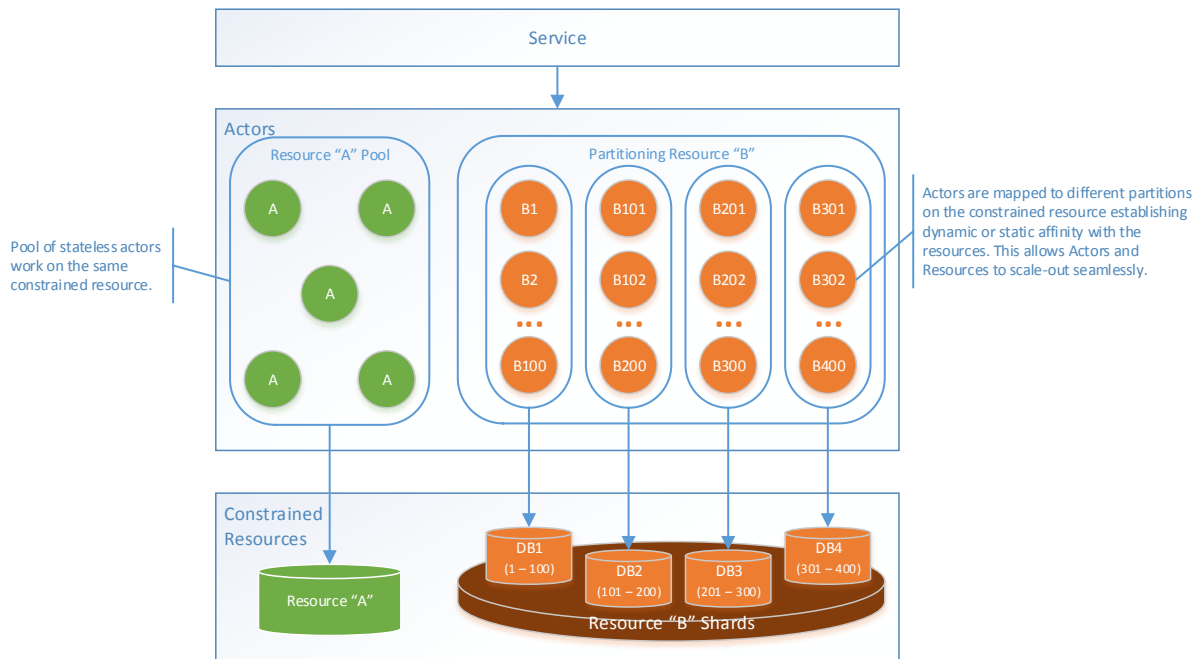 Service
Actors
Resource “A” Pool
Partitioning Resource “B”
A
A
B1
B101
B201
B301
Actors are mapped to different partitions
on the constrained resource establishing
dynamic or static affinity with the
resources. This allows Actors and
Resources to scale-out seamlessly.
Pool of stateless actors
work on the same
constrained resource.
A
B2
B102
B202
B302
...
...
...
...
A
A
B100
B200
B300
B400
Constrained
Resources
Resource “A”
DB1
(1 – 100)
DB2
(101 – 200)
DB3
(201 – 300)
DB4
(301 – 400)
Resource “B” Shards